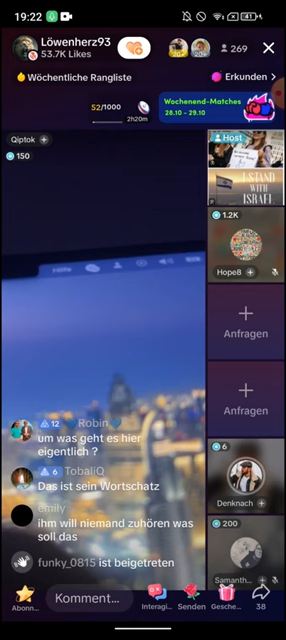 19:22
41
Löwenherz93
53.7K Likes
269
Wöchentliche Rangliste
Erkunden >
52/1000
2h20m
Wochenend-Matches
28.10 - 29.10
Qiptok +
150
Host
I STAND
WITH
ISRAEL
1.2K
Hope8 +
Anfragen
Anfragen
12 Robin
um was geht es hier
eigentlich ?
6 TobaliQ
Das ist sein Wortschatz
emily
ihm will niemand zuhören was
soll das
funky_0815 ist beigetreten
6
Denknach +
200
Samanth...
Abonn...
Komment...
Interagi...
Senden
Gesche...
38